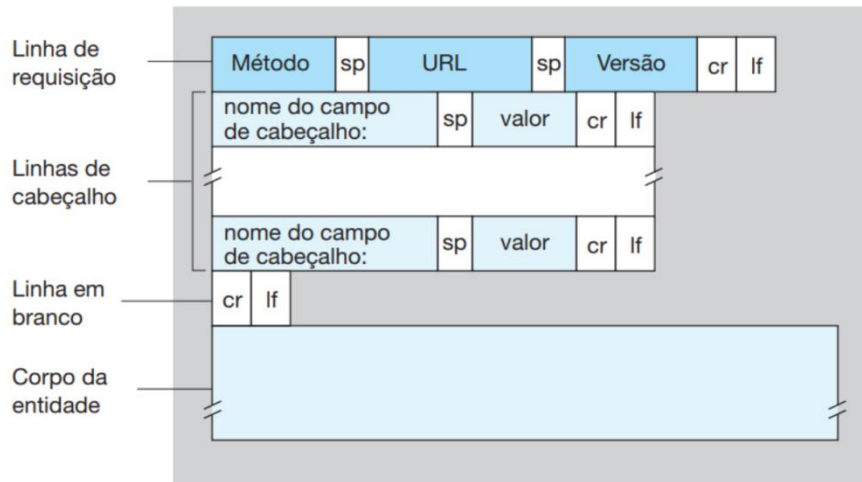 Linha de
requisição
Método sp URL sp Versão cr lf
nome do campo
de cabeçalho: sp valor cr lf
Linhas de
cabeçalho
nome do campo
de cabeçalho: sp valor cr lf
Linha em
branco
cr lf
Corpo da
entidade